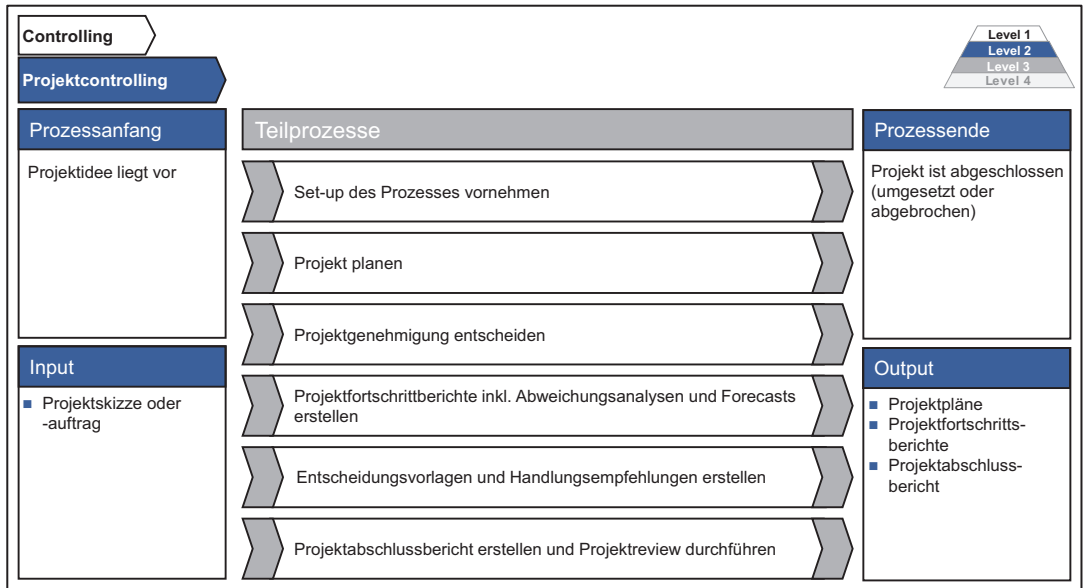 Controlling
Projektcontrolling
Level 1
Level 2
Level 3
Level 4
Prozessanfang
Projektidee liegt vor
Input
Projektskizze oder
-auftrag
Teilprozesse
Set-up des Prozesses vornehmen
Projekt planen
Projektgenehmigung entscheiden
Projektfortschrittberichte inkl. Abweichungsanalysen und Forecasts
erstellen
Entscheidungsvorlagen und Handlungsempfehlungen erstellen
Projektabschlussbericht erstellen und Projektreview durchführen
Prozessende
Projekt ist abgeschlossen
(umgesetzt oder
abgebrochen)
Output
Projektpläne
Projektfortschritts-
berichte
Projektabschluss-
bericht